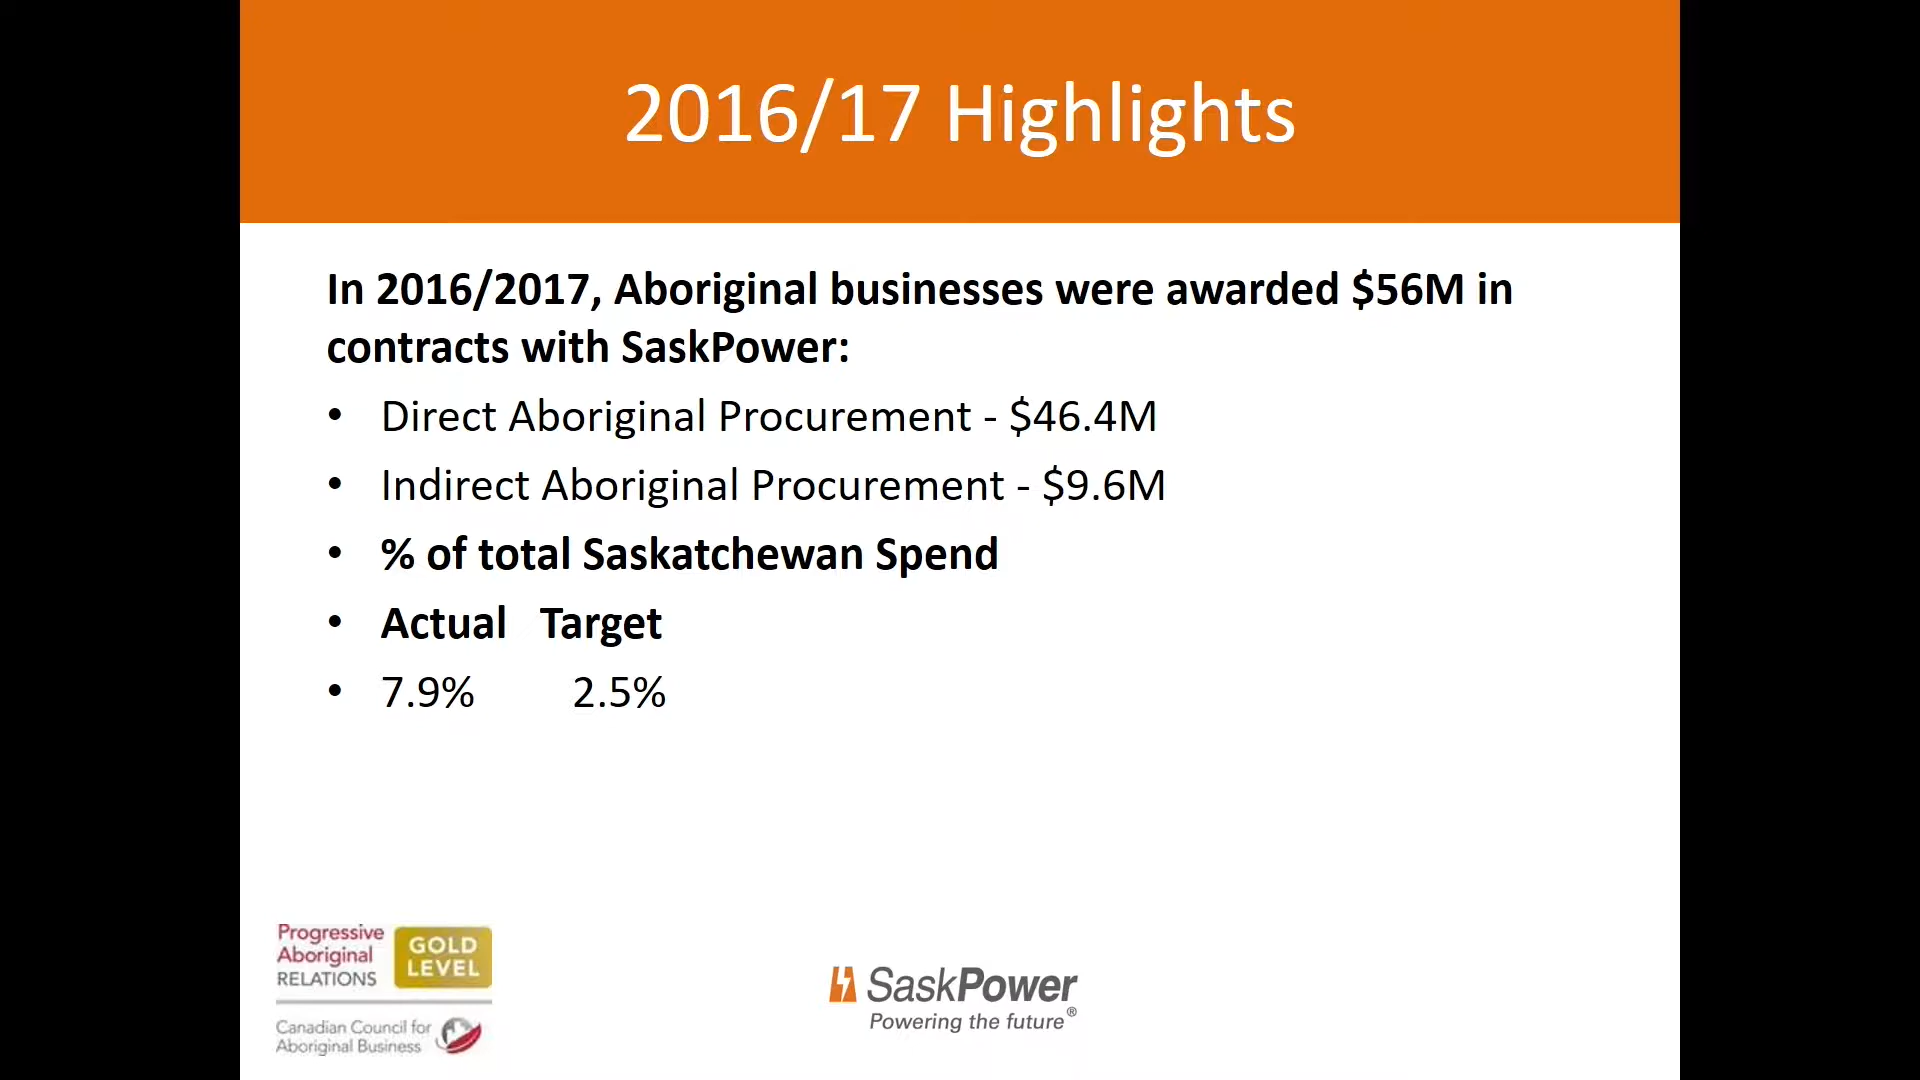 2016/17 Highlights
In 2016/2017, Aboriginal businesses were awarded $56M in
contracts with SaskPower:
• Direct Aboriginal Procurement - $46.4M
• Indirect Aboriginal Procurement - $9.6M
• % of total Saskatchewan Spend
• Actual Target
• 7.9% 2.5%
Progressive
Aboriginal
RELATIONS
GOLD
LEVEL
Canadian Council for
Aboriginal Business
SaskPower
Powering the future®